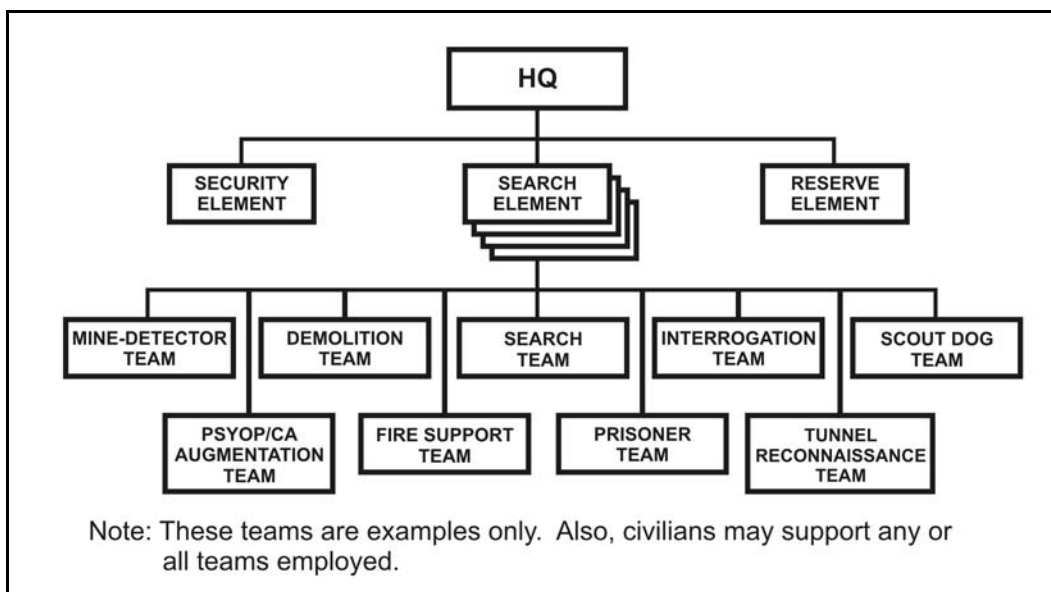 HQ
SECURITY
ELEMENT
SEARCH
ELEMENT
RESERVE
ELEMENT
MINE-DETECTOR
TEAM
DEMOLITION
TEAM
SEARCH
TEAM
INTERROGATION
TEAM
SCOUT DOG
TEAM
PSYOP/CA
AUGMENTATION
TEAM
FIRE SUPPORT
TEAM
PRISONER
TEAM
TUNNEL
RECONNAISSANCE
TEAM
Note: These teams are examples only.  Also, civilians may support any or
all teams employed.